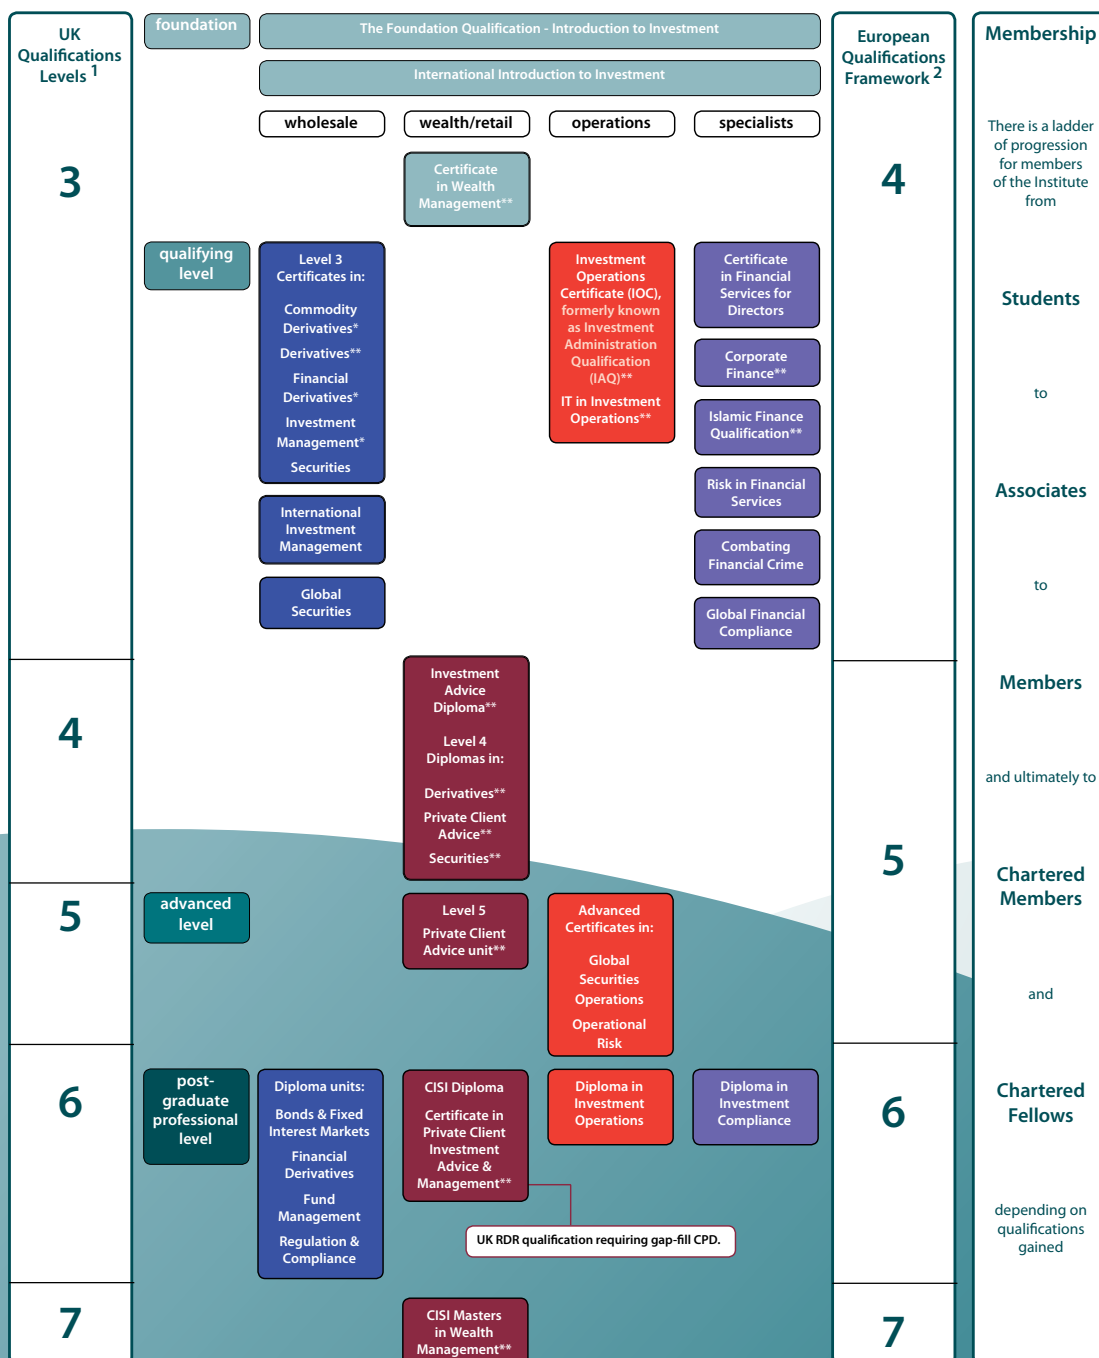 UK
Qualifications
Levels 1
3
4
5
6
7
foundation
The Foundation Qualification - Introduction to Investment
International Introduction to Investment
wholesale
wealth/retail
operations
specialists
Certificate
in Wealth
Management**
qualifying
level
Level 3
Certificates in:
Commodity
Derivatives*
Derivatives**
Financial
Derivatives*
Investment
Management*
Securities
International
Investment
Management
Global
Securities
Investment
Operations
Certificate (IOC),
formerly known
as Investment
Administration
Qualification
(IAQ)**
IT in Investment
Operations**
Certificate
in Financial
Services for
Directors
Corporate
Finance**
Islamic Finance
Qualification**
Risk in Financial
Services
Combating
Financial Crime
Global Financial
Compliance
Investment
Advice
Diploma**
Level 4
Diplomas in:
Derivatives**
Private Client
Advice**
Securities**
advanced
level
Level 5
Private Client
Advice unit**
Advanced
Certificates in:
Global
Securities
Operations
Operational
Risk
post-
graduate
professional
level
Diploma units:
Bonds & Fixed
Interest Markets
Financial
Derivatives
Fund
Management
Regulation &
Compliance
CISI Diploma
Certificate in
Private Client
Investment
Advice &
Management**
Diploma in
Investment
Operations
Diploma in
Investment
Compliance
UK RDR qualification requiring gap-fill CPD.
CISI Masters
in Wealth
Management**
European
Qualifications
Framework 2
4
5
6
7
Membership
There is a ladder
of progression
for members
of the Institute
from
Students
to
Associates
to
Members
and ultimately to
Chartered
Members
and
Chartered
Fellows
depending on
qualifications
gained